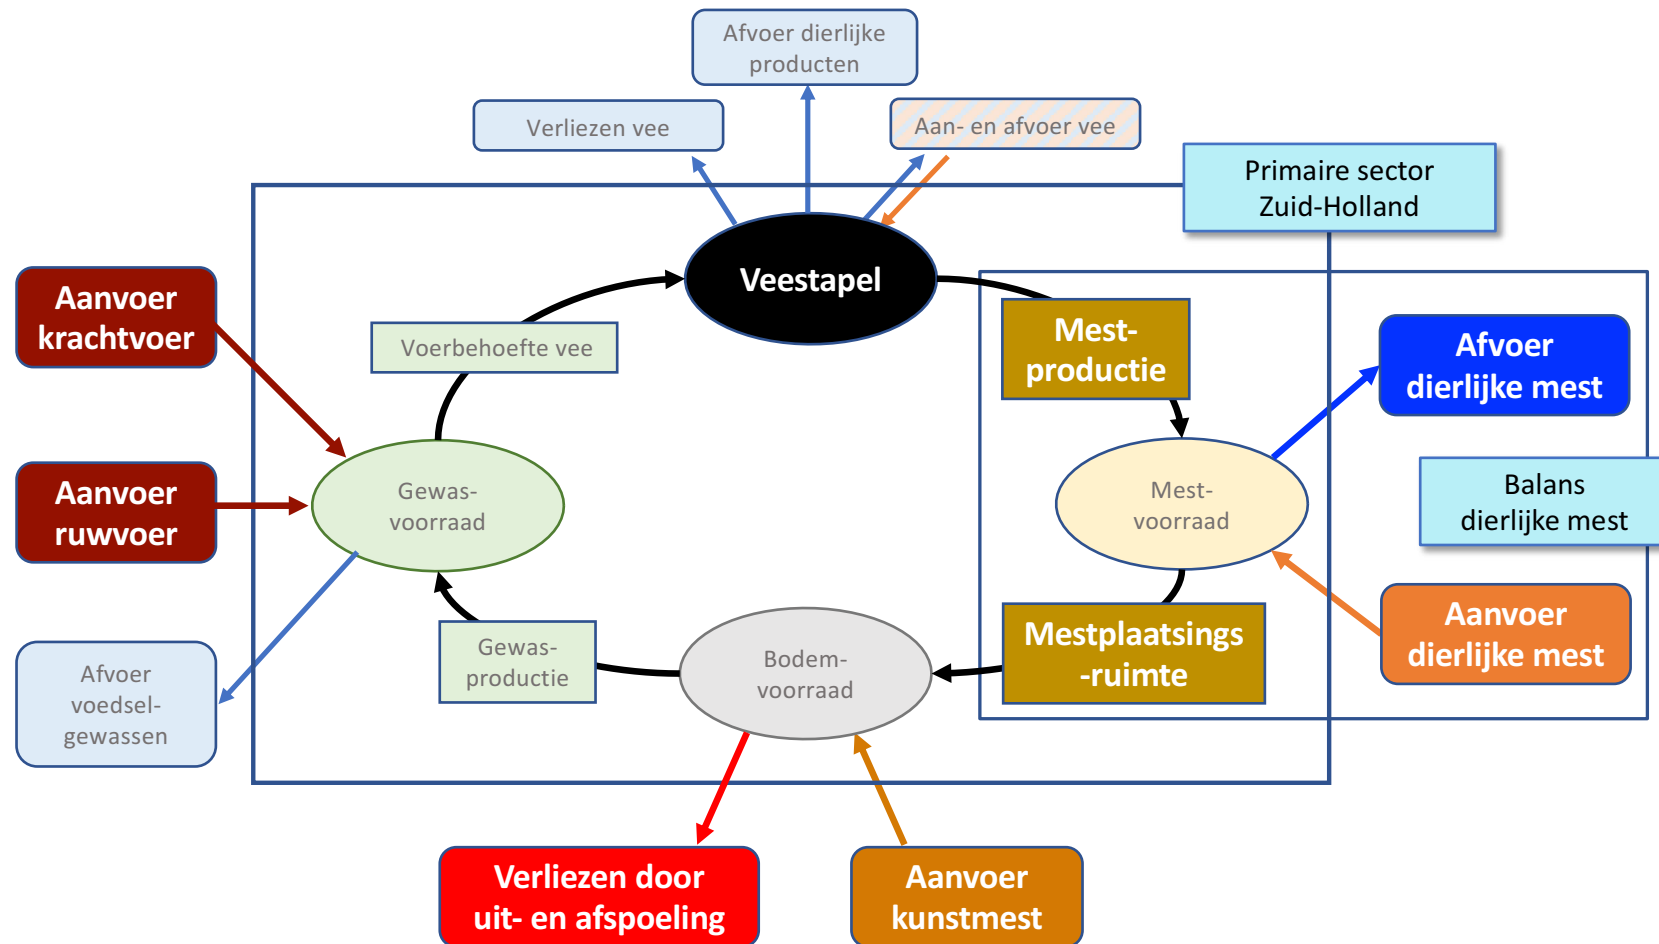 Afvoer dierlijke
producten
Verliezen vee
Aan- en afvoer vee
Primaire sector
Zuid-Holland
Veestapel
Aanvoer
krachtvoer
Voerbehoefte vee
Mest-
productie
Afvoer
dierlijke mest
Aanvoer
ruwvoer
Gewas-
voorraad
Mest-
voorraad
Balans
dierlijke mest
Afvoer
voedsel-
gewassen
Gewas-
productie
Bodem-
voorraad
Mestplaatsings
-ruimte
Aanvoer
dierlijke mest
Verliezen door
uit- en afspoeling
Aanvoer
kunstmest